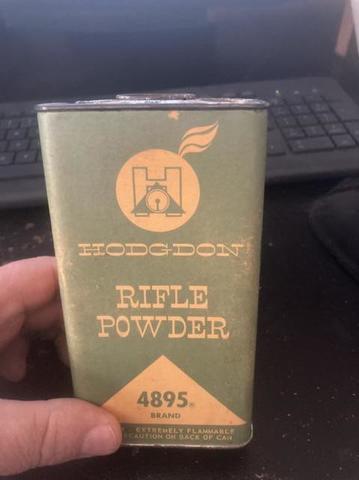 H
HODGDON
RIFLE
POWDER
4895
BRAND
EXTREMELY FLAMMABLE
CAUTION ON BACK OF CAN